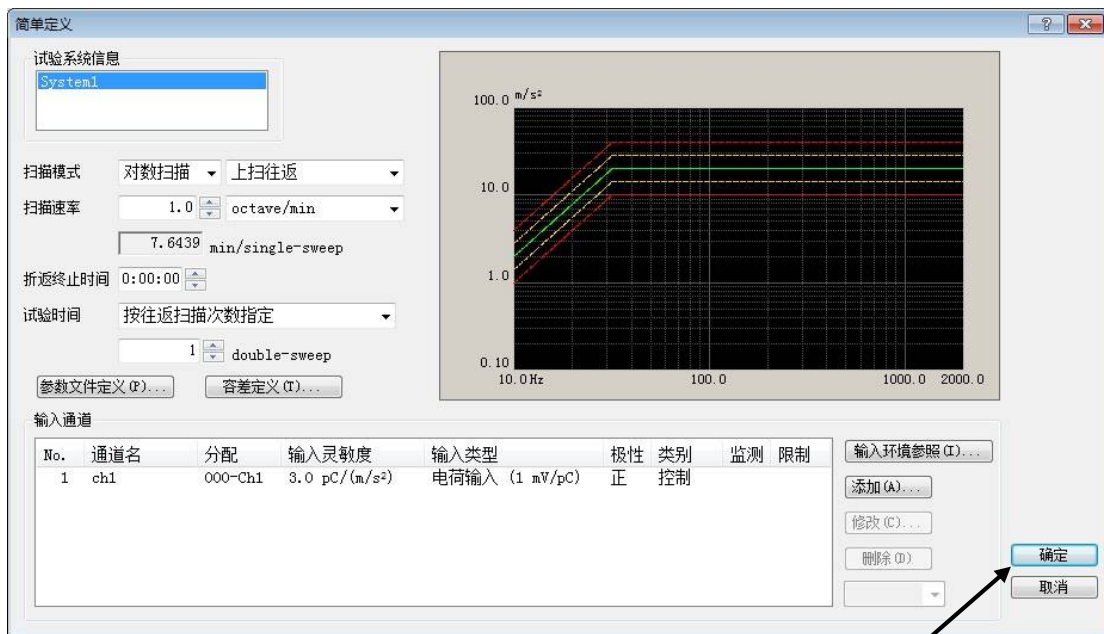 简单定义
试验系统信息
System1
扫描模式 对数扫描 上扫往返
扫描速率 1.0 octave/min
7.6439 min/single-sweep
折返终止时间 0:00:00
试验时间 按往返扫描次数指定
1 double-sweep
参数文件定义(P)... 容差定义(T)...
100.0 m/s²
10.0
1.0
0.10
10.0Hz 100.0 1000.0 2000.0
输入通道
No. 通道名 分配 输入灵敏度 输入类型 极性 类别 监测 限制
1 ch1 000-Ch1 3.0 pC/(m/s²) 电荷输入 (1 mV/pC) 正 控制
输入环境参照(I)...
添加(A)...
修改(C)...
删除(D)
确定
取消